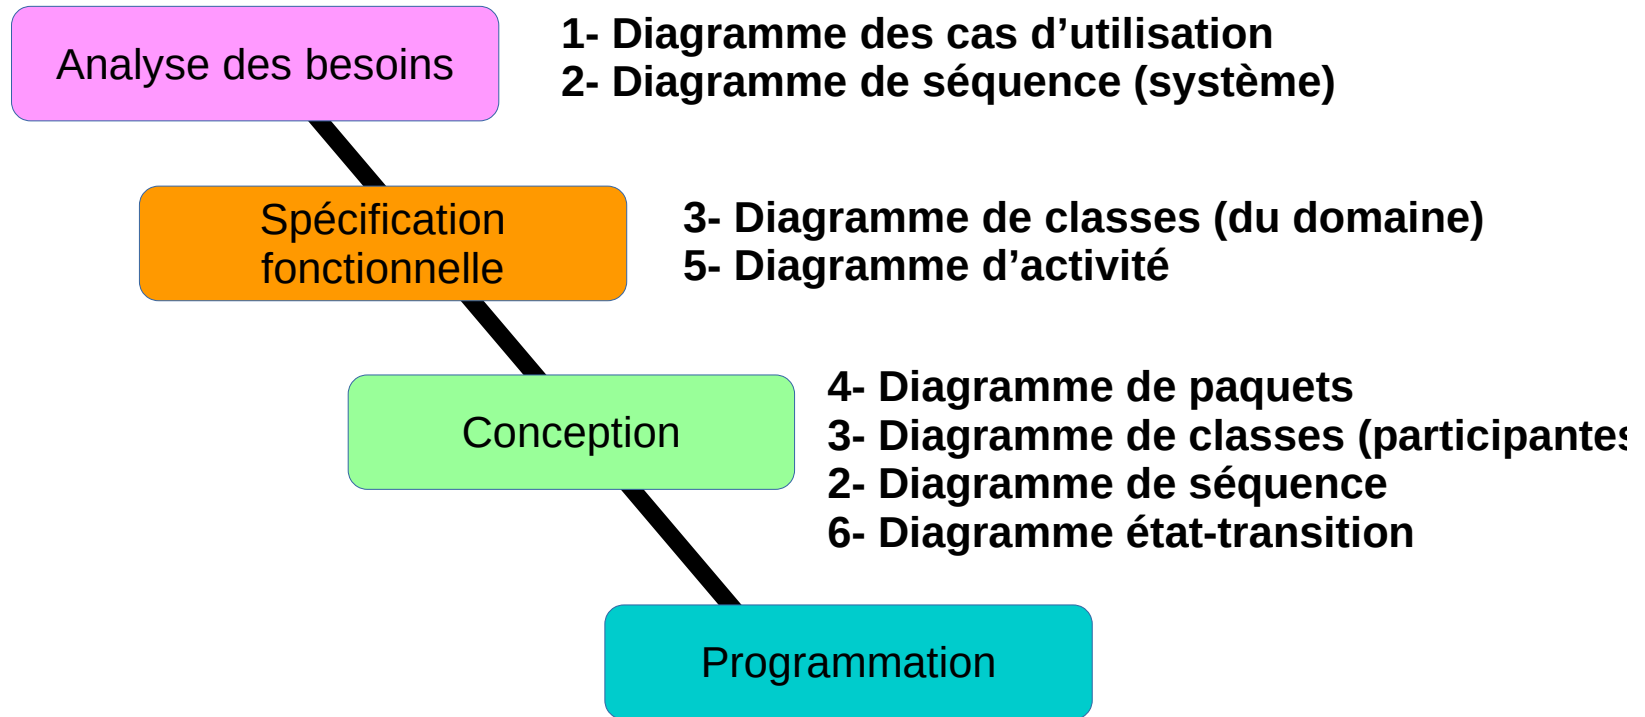 Analyse des besoins
1- Diagramme des cas d’utilisation
2- Diagramme de séquence (système)
Spécification
fonctionnelle
3- Diagramme de classes (du domaine)
5- Diagramme d’activité
Conception
4- Diagramme de paquets
3- Diagramme de classes (participantes
2- Diagramme de séquence
6- Diagramme état-transition
Programmation